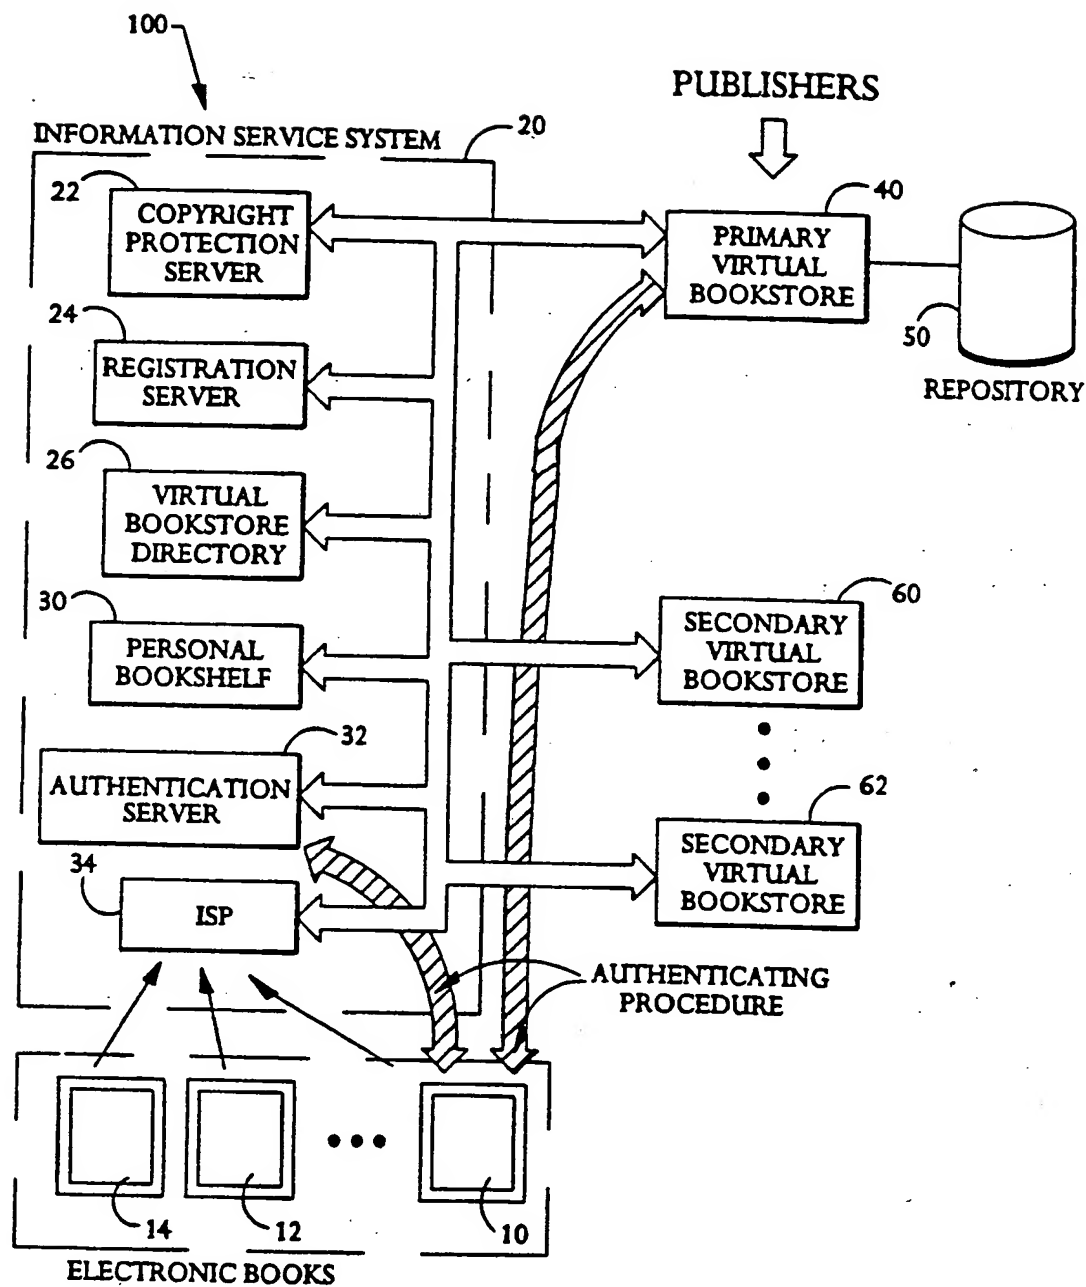 100
PUBLISHERS
INFORMATION SERVICE SYSTEM
20
22
COPYRIGHT
PROTECTION
SERVER
40
PRIMARY
VIRTUAL
BOOKSTORE
50
REPOSITORY
24
REGISTRATION
SERVER
26
VIRTUAL
BOOKSTORE
DIRECTORY
30
PERSONAL
BOOKSHELF
60
SECONDARY
VIRTUAL
BOOKSTORE
32
AUTHENTICATION
SERVER
62
SECONDARY
VIRTUAL
BOOKSTORE
34
ISP
AUTHENTICATING
PROCEDURE
14
12
10
ELECTRONIC BOOKS